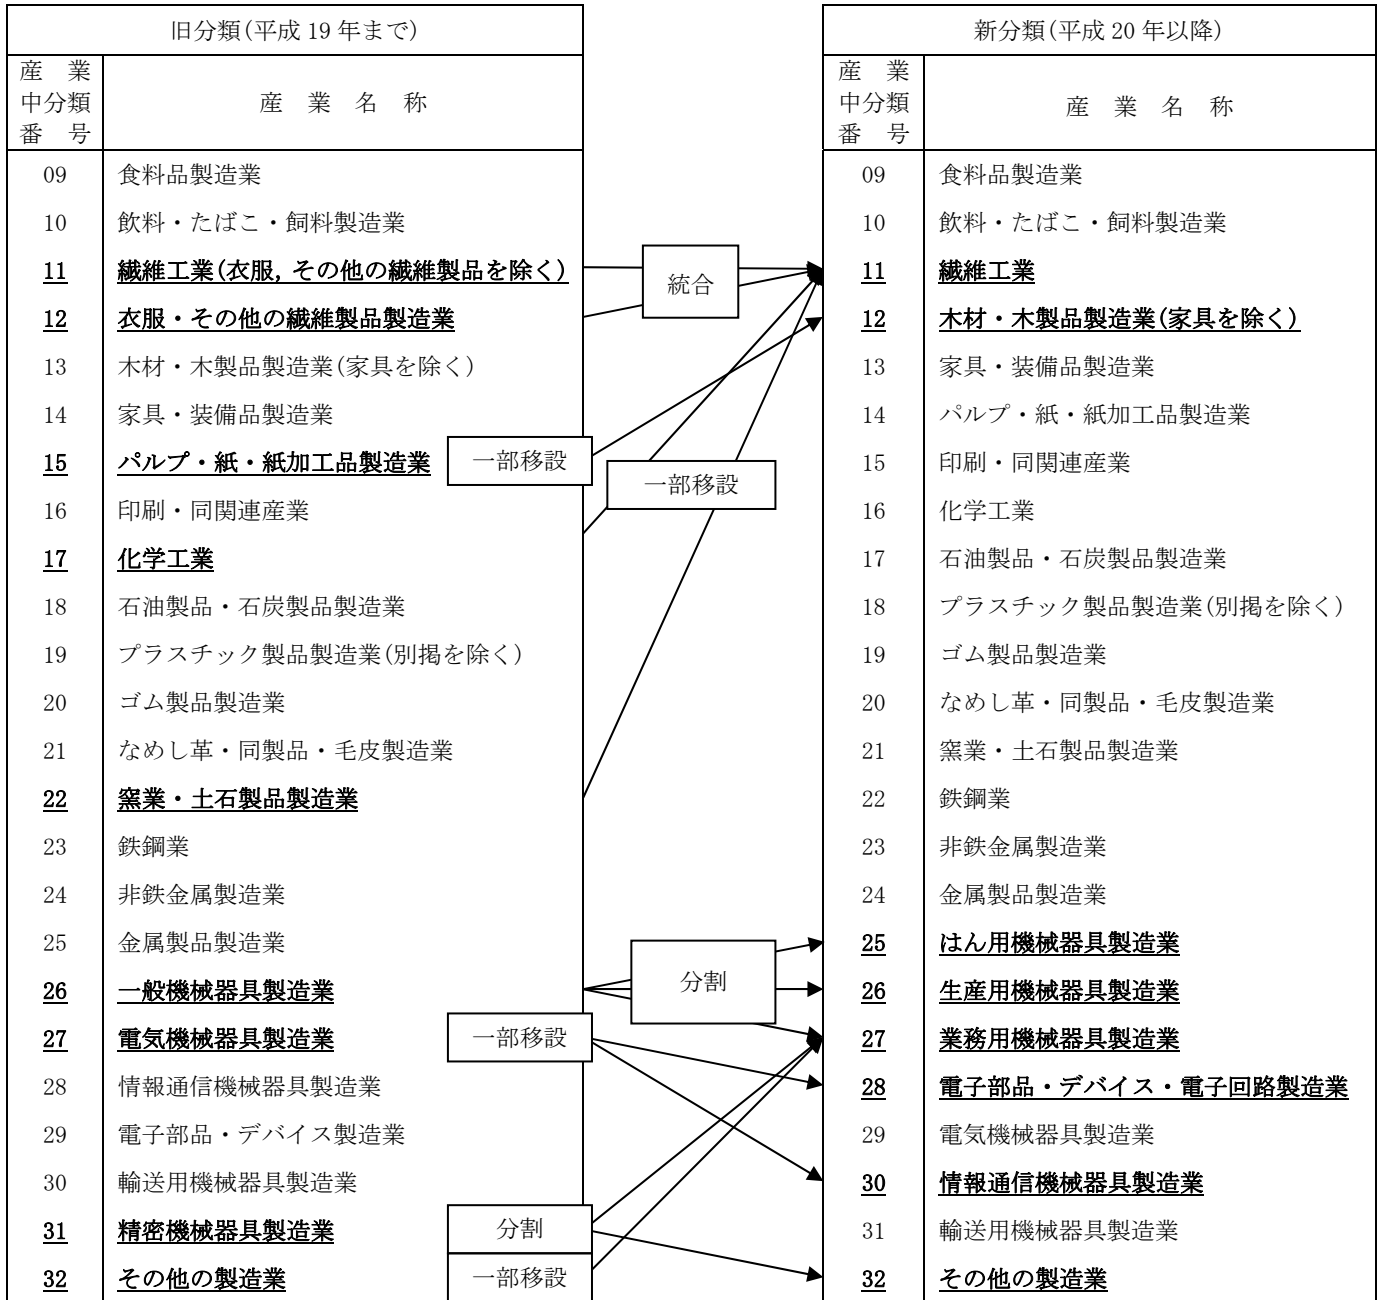 旧分類(平成 19 年まで)
産 業
中分類
番 号
産 業 名 称
09 食料品製造業
10 飲料・たばこ・飼料製造業
11 繊維工業(衣服,その他の繊維製品を除く)
12 衣服・その他の繊維製品製造業
13 木材・木製品製造業(家具を除く)
14 家具・装備品製造業
15 パルプ・紙・紙加工品製造業
16 印刷・同関連産業
17 化学工業
18 石油製品・石炭製品製造業
19 プラスチック製品製造業(別掲を除く)
20 ゴム製品製造業
21 なめし革・同製品・毛皮製造業
22 窯業・土石製品製造業
23 鉄鋼業
24 非鉄金属製造業
25 金属製品製造業
26 一般機械器具製造業
27 電気機械器具製造業
28 情報通信機械器具製造業
29 電子部品・デバイス製造業
30 輸送用機械器具製造業
31 精密機械器具製造業
32 その他の製造業
統合
一部移設
一部移設
分割
一部移設
分割
一部移設
新分類(平成 20 年以降)
産 業
中分類
番 号
産 業 名 称
09 食料品製造業
10 飲料・たばこ・飼料製造業
11 繊維工業
12 木材・木製品製造業(家具を除く)
13 家具・装備品製造業
14 パルプ・紙・紙加工品製造業
15 印刷・同関連産業
16 化学工業
17 石油製品・石炭製品製造業
18 プラスチック製品製造業(別掲を除く)
19 ゴム製品製造業
20 なめし革・同製品・毛皮製造業
21 窯業・土石製品製造業
22 鉄鋼業
23 非鉄金属製造業
24 金属製品製造業
25 はん用機械器具製造業
26 生産用機械器具製造業
27 業務用機械器具製造業
28 電子部品・デバイス・電子回路製造業
29 電気機械器具製造業
30 情報通信機械器具製造業
31 輸送用機械器具製造業
32 その他の製造業